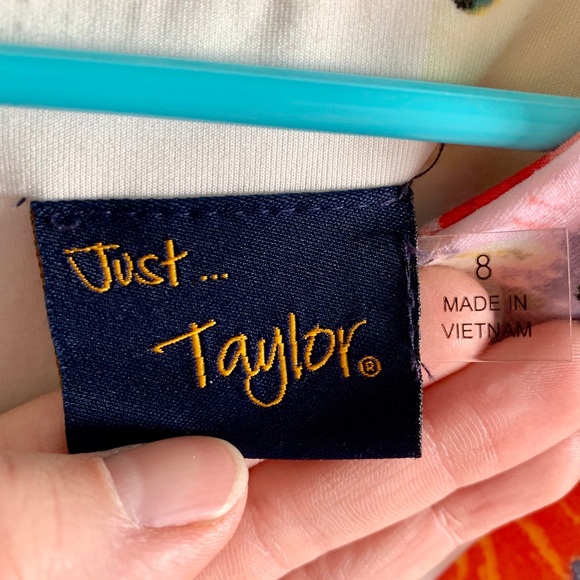 Just ...
Taylor®
8
MADE IN
VIETNAM